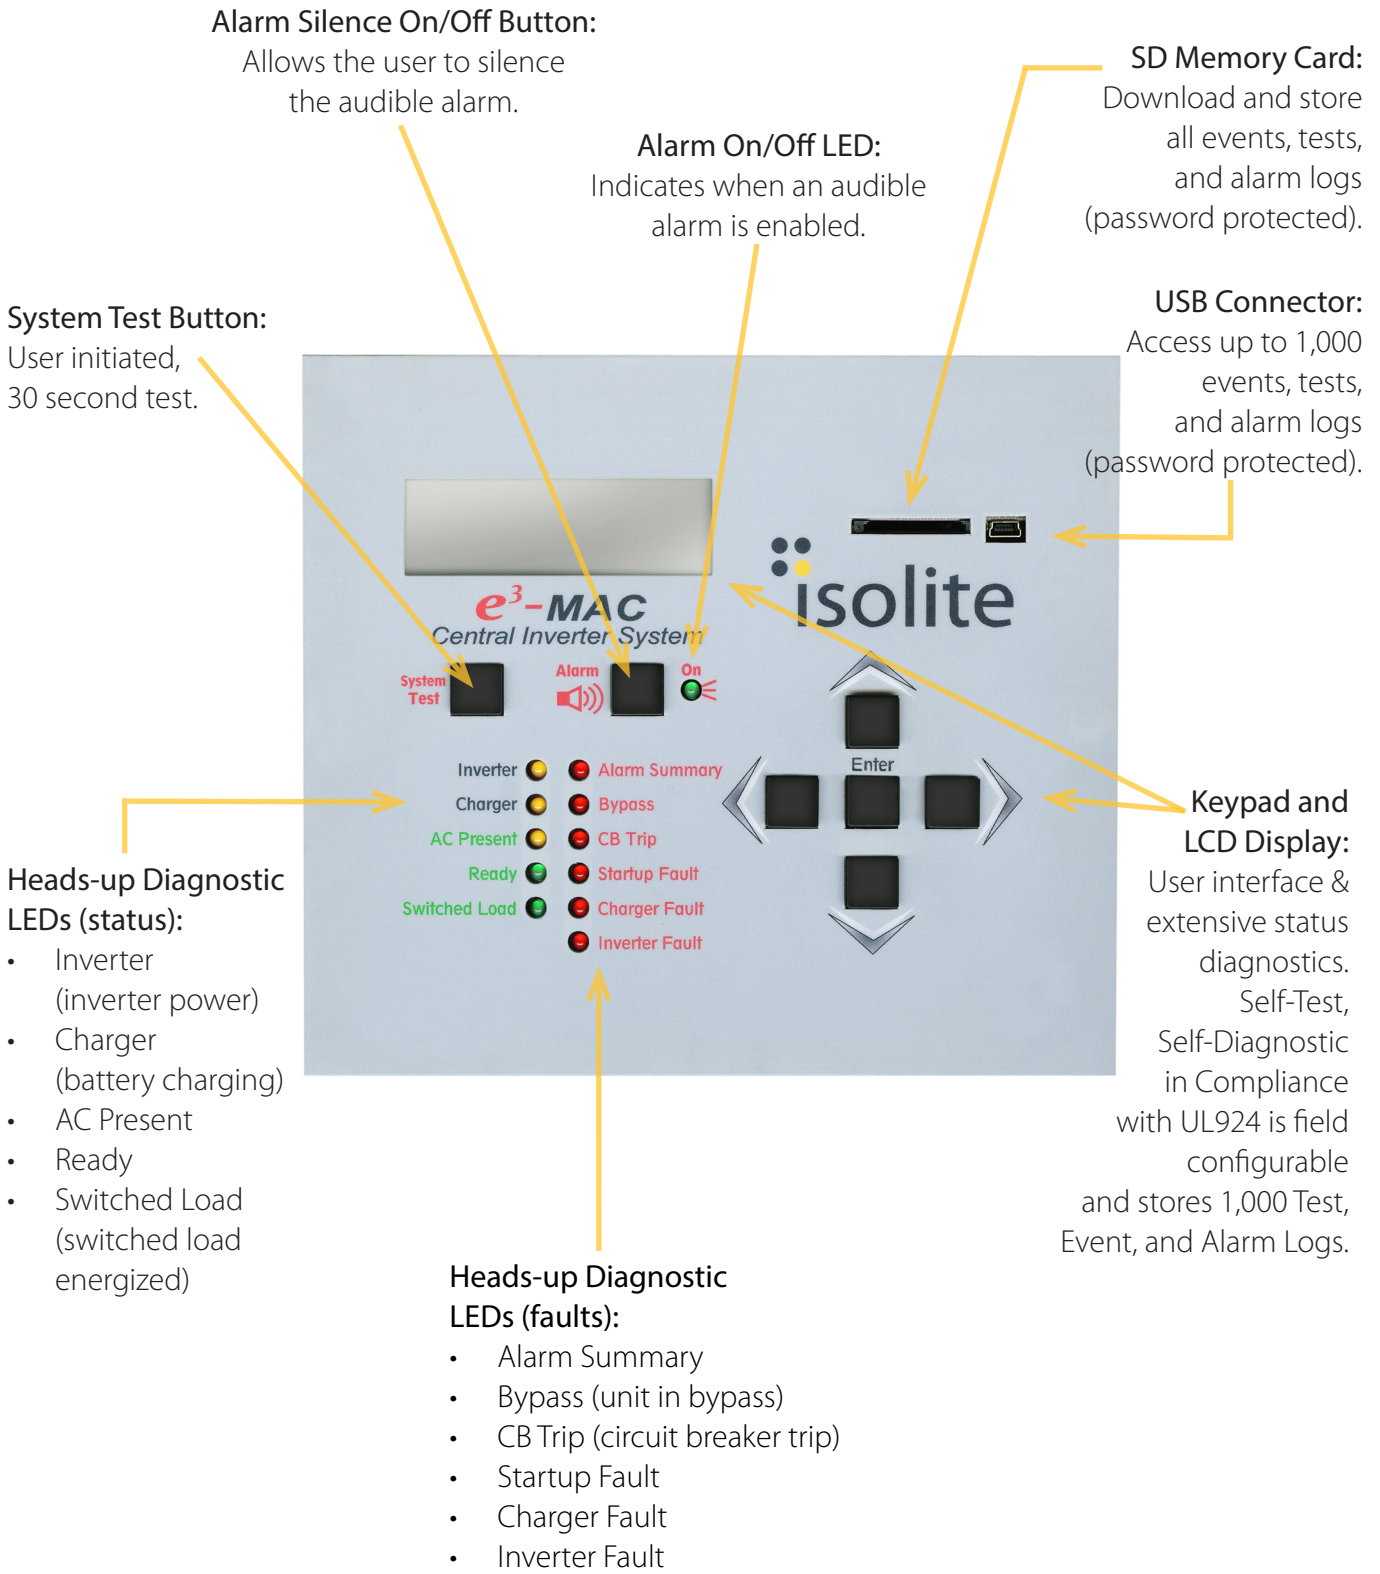 Alarm Silence On/Off Button:
Allows the user to silence
the audible alarm.
SD Memory Card:
Download and store
all events, tests,
and alarm logs
(password protected).
Alarm On/Off LED:
Indicates when an audible
alarm is enabled.
USB Connector:
Access up to 1,000
events, tests,
and alarm logs
(password protected).
System Test Button:
User initiated,
30 second test.
e³-MAC
Central Inverter System
isolite
System
Test
Alarm
On
Inverter
Charger
AC Present
Ready
Switched Load
Alarm Summary
Bypass
CB Trip
Startup Fault
Charger Fault
Inverter Fault
Enter
Keypad and
LCD Display:
User interface &
extensive status
diagnostics.
Self-Test,
Self-Diagnostic
in Compliance
with UL924 is field
configurable
and stores 1,000 Test,
Event, and Alarm Logs.
Heads-up Diagnostic
LEDs (status):
• Inverter
(inverter power)
• Charger
(battery charging)
• AC Present
• Ready
• Switched Load
(switched load
energized)
Heads-up Diagnostic
LEDs (faults):
• Alarm Summary
• Bypass (unit in bypass)
• CB Trip (circuit breaker trip)
• Startup Fault
• Charger Fault
• Inverter Fault